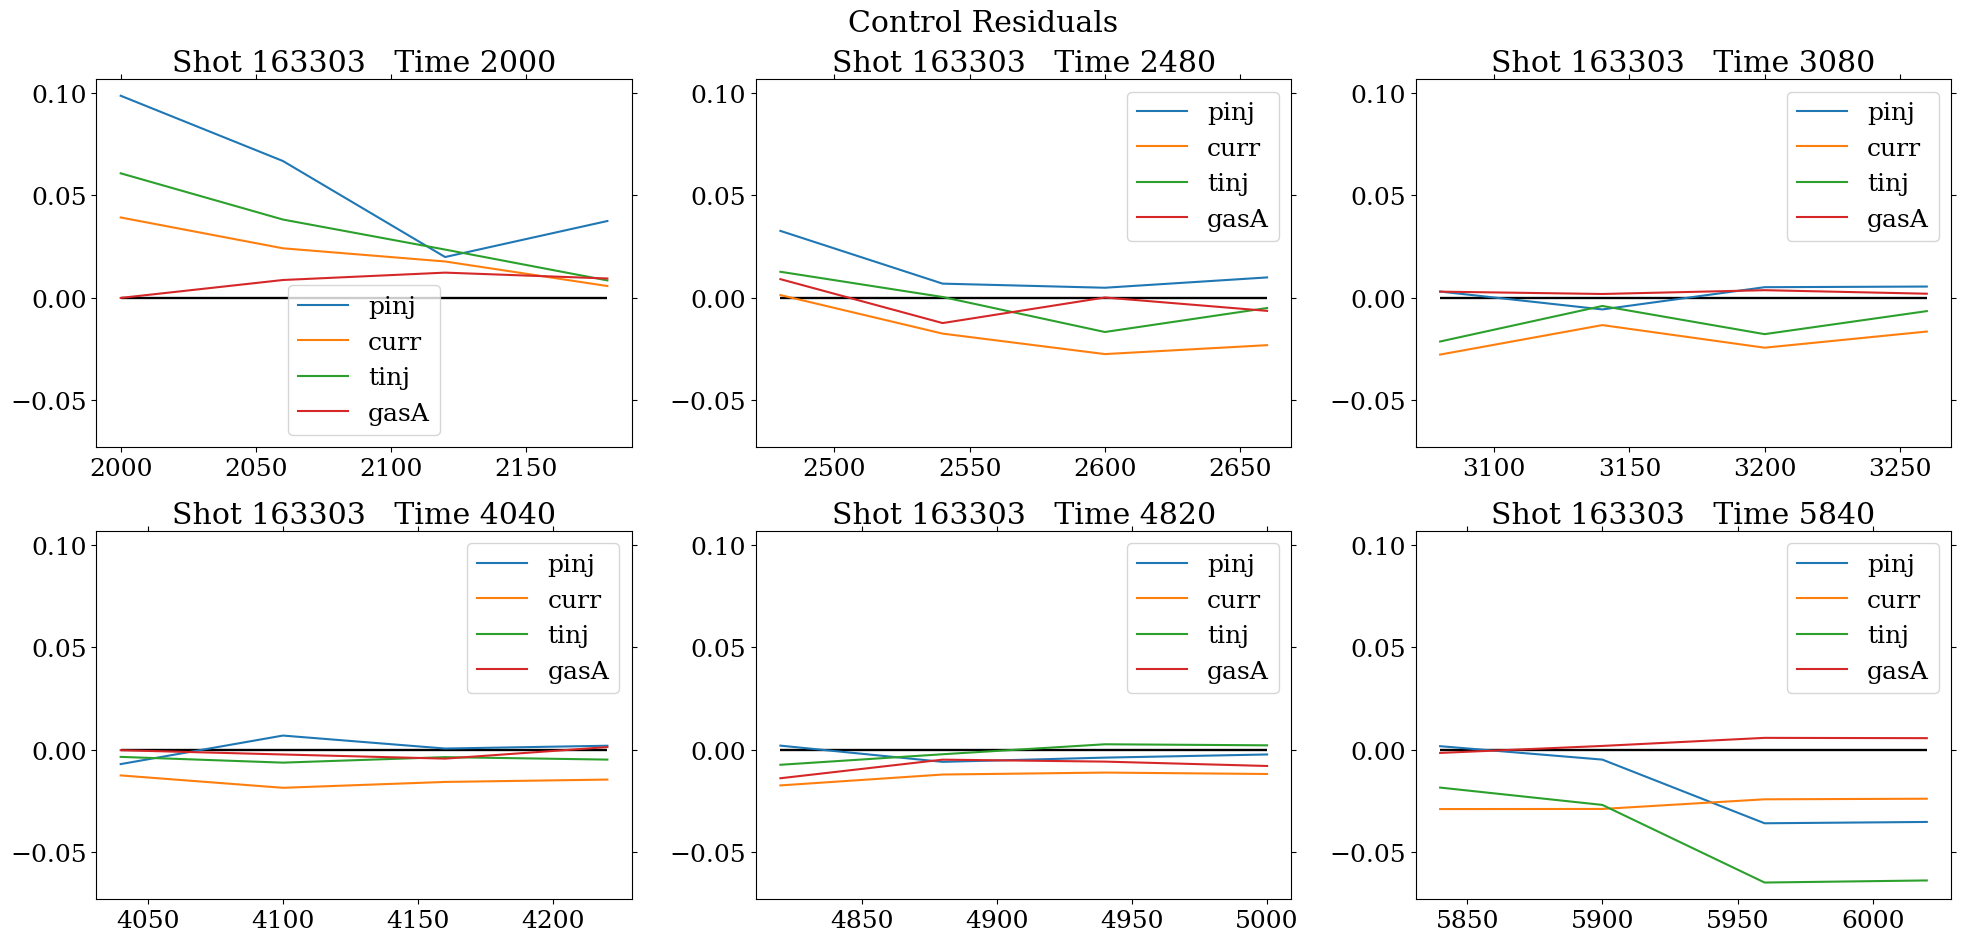 Control Residuals
Shot 163303   Time 2000
0.10
0.05
0.00
−0.05
pinj
curr
tinj
gasA
2000 2050 2100 2150
Shot 163303   Time 2480
0.10
0.05
0.00
−0.05
pinj
curr
tinj
gasA
2500 2550 2600 2650
Shot 163303   Time 3080
0.10
0.05
0.00
−0.05
pinj
curr
tinj
gasA
3100 3150 3200 3250
Shot 163303   Time 4040
0.10
0.05
0.00
−0.05
pinj
curr
tinj
gasA
4050 4100 4150 4200
Shot 163303   Time 4820
0.10
0.05
0.00
−0.05
pinj
curr
tinj
gasA
4850 4900 4950 5000
Shot 163303   Time 5840
0.10
0.05
0.00
−0.05
pinj
curr
tinj
gasA
5850 5900 5950 6000